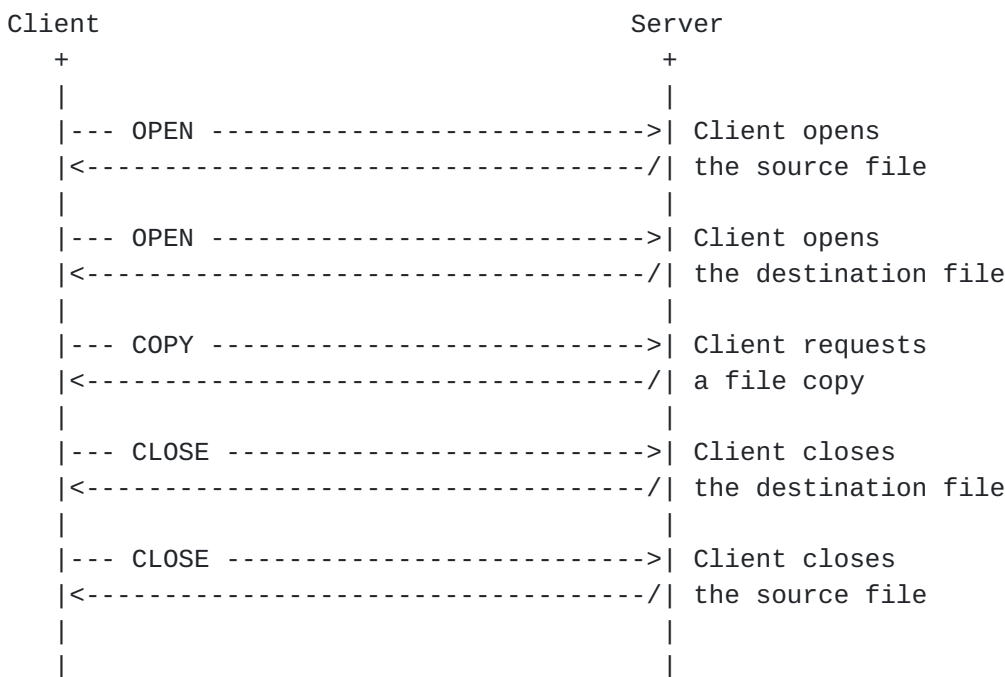 Client                                  Server
   +                                      +
   |                                      |
   |--- OPEN ---------------------------->| Client opens
   |<------------------------------------/| the source file
   |                                      |
   |--- OPEN ---------------------------->| Client opens
   |<------------------------------------/| the destination file
   |                                      |
   |--- COPY ---------------------------->| Client requests
   |<------------------------------------/| a file copy
   |                                      |
   |--- CLOSE --------------------------->| Client closes
   |<------------------------------------/| the destination file
   |                                      |
   |--- CLOSE --------------------------->| Client closes
   |<------------------------------------/| the source file
   |                                      |
   |                                      |